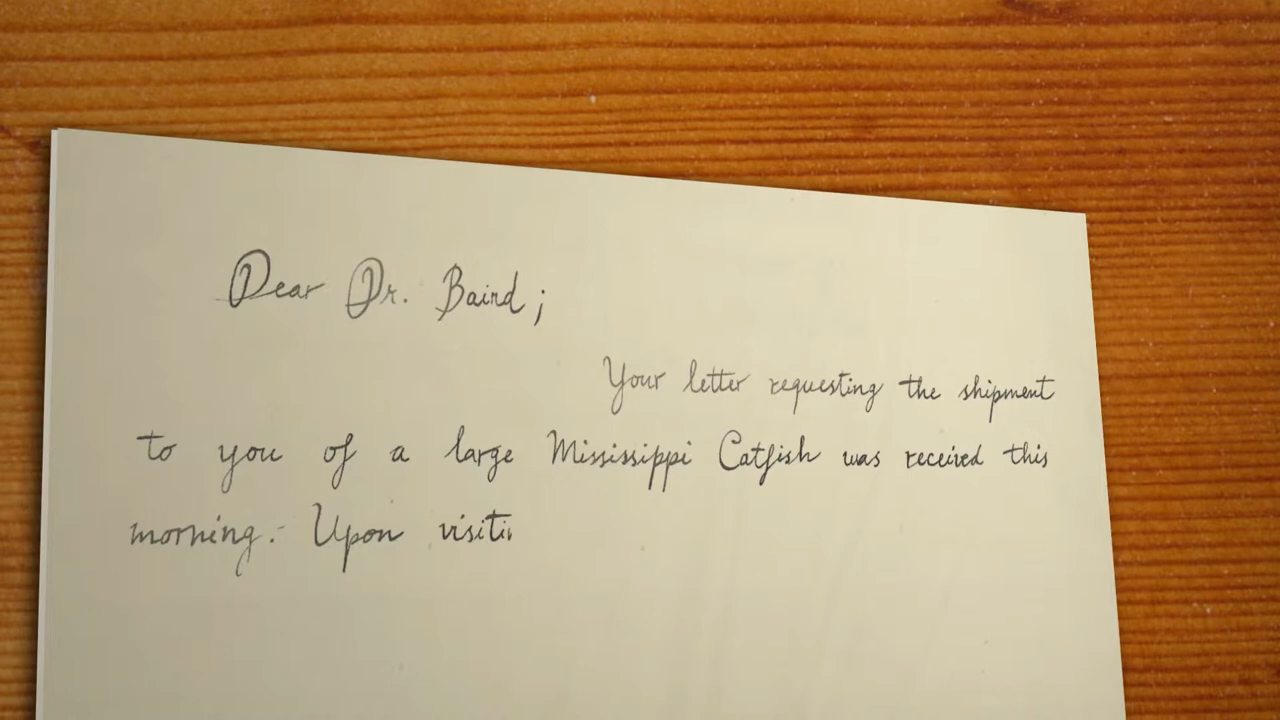 Dear Dr. Baird;
Your letter requesting the shipment
to you of a large Mississippi Catfish was received this
morning. Upon visiti